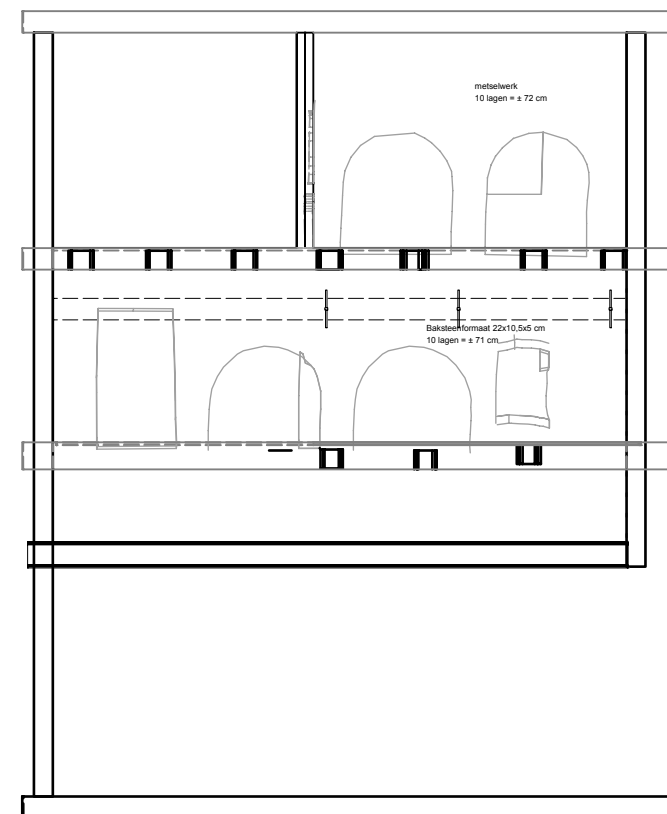 metselwerk
10 lagen = ± 72 cm
Baksteenformaat 22x10,5x5 cm
10 lagen = ± 71 cm